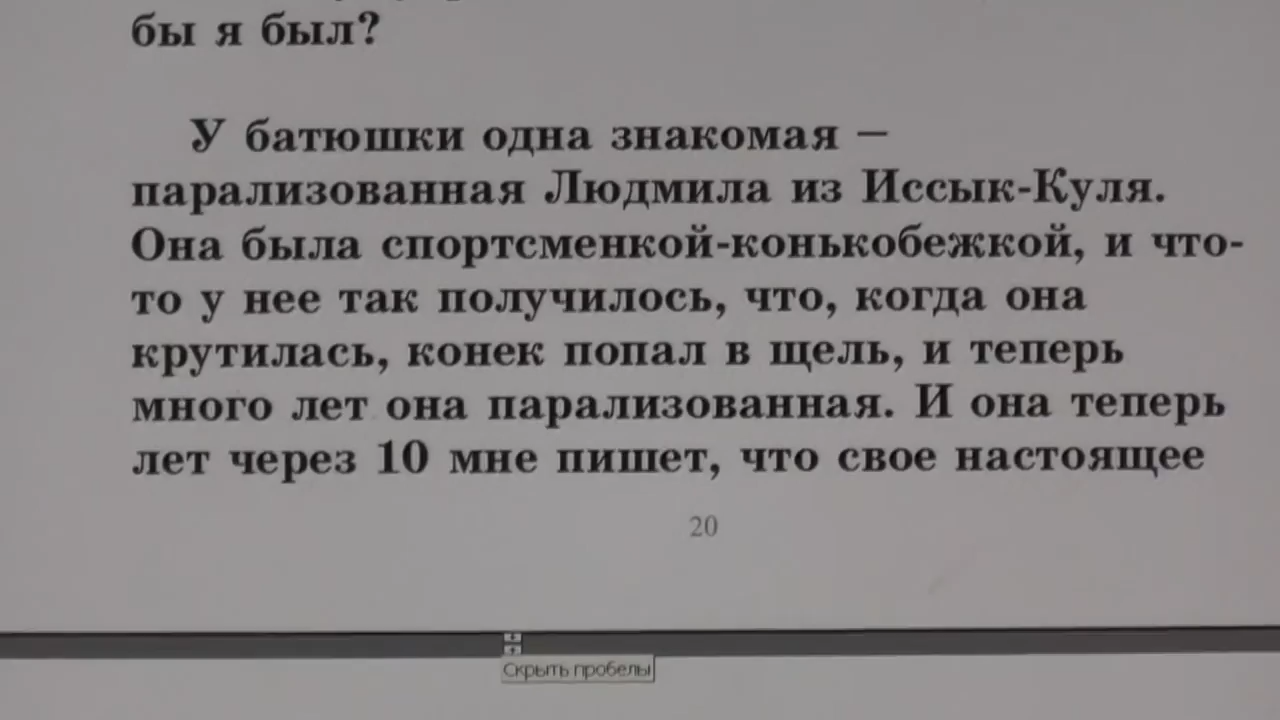 бы я был?
У батюшки одна знакомая –
парализованная Людмила из Иссык-Куля.
Она была спортсменкой-конькобежкой, и что-
то у нее так получилось, что, когда она
крутилась, конек попал в щель, и теперь
много лет она парализованная. И она теперь
лет через 10 мне пишет, что свое настоящее
20
Скрыть пробелы